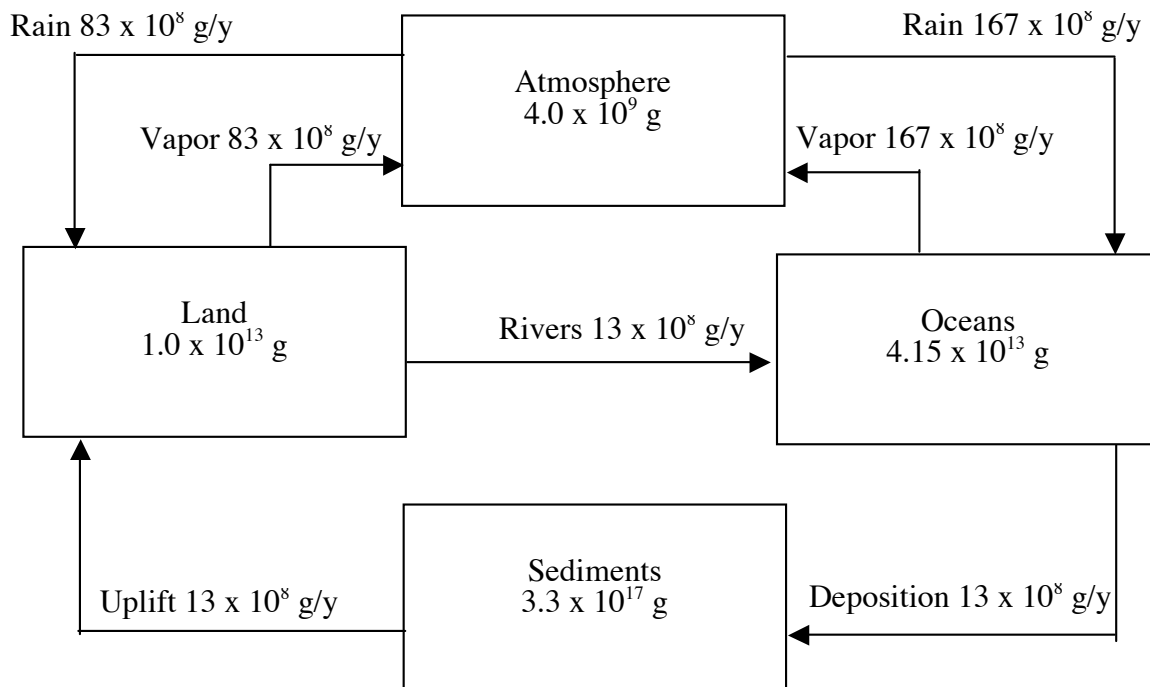 Rain 83 x 10⁸ g/y
Rain 167 x 10⁸ g/y
Atmosphere
4.0 x 10⁹ g
Vapor 83 x 10⁸ g/y
Vapor 167 x 10⁸ g/y
Land
1.0 x 10¹³ g
Rivers 13 x 10⁸ g/y
Oceans
4.15 x 10¹³ g
Sediments
3.3 x 10¹⁷ g
Uplift 13 x 10⁸ g/y
Deposition 13 x 10⁸ g/y